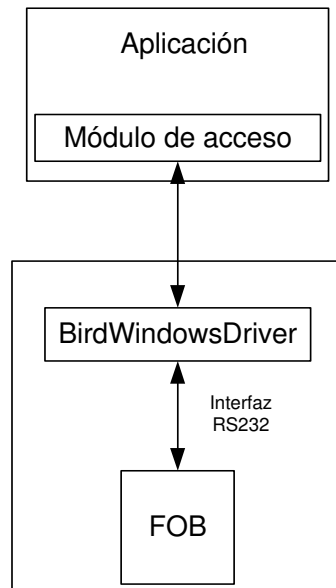 Aplicación
Módulo de acceso
BirdWindowsDriver
Interfaz
RS232
FOB